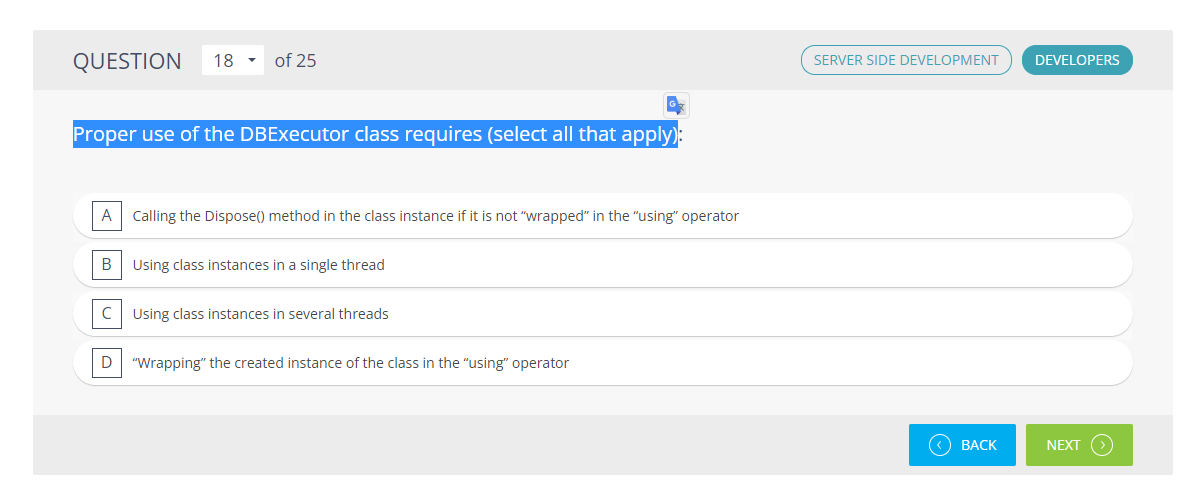 QUESTION 18 of 25 SERVER SIDE DEVELOPMENT DEVELOPERS
G
Proper use of the DBExecutor class requires (select all that apply):
A Calling the Dispose() method in the class instance if it is not “wrapped” in the “using” operator
B Using class instances in a single thread
C Using class instances in several threads
D “Wrapping” the created instance of the class in the “using” operator
BACK NEXT